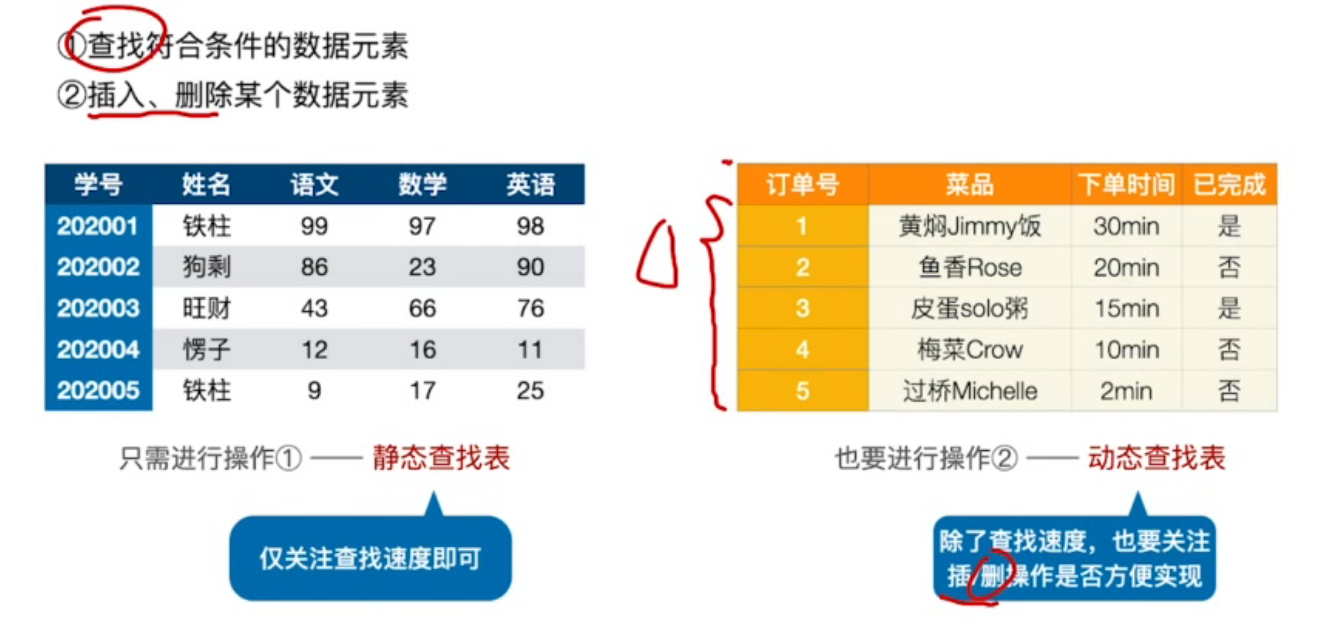 ①查找符合条件的数据元素
②插入、删除某个数据元素
学号 姓名 语文 数学 英语
202001 铁柱 99 97 98
202002 狗剩 86 23 90
202003 旺财 43 66 76
202004 愣子 12 16 11
202005 铁柱 9 17 25
只需进行操作① —— 静态查找表
仅关注查找速度即可
订单号 菜品 下单时间 已完成
1 黄焖Jimmy饭 30min 是
2 鱼香Rose 20min 否
3 皮蛋solo粥 15min 是
4 梅菜Crow 10min 否
5 过桥Michelle 2min 否
也要进行操作② —— 动态查找表
除了查找速度，也要关注
插/删操作是否方便实现